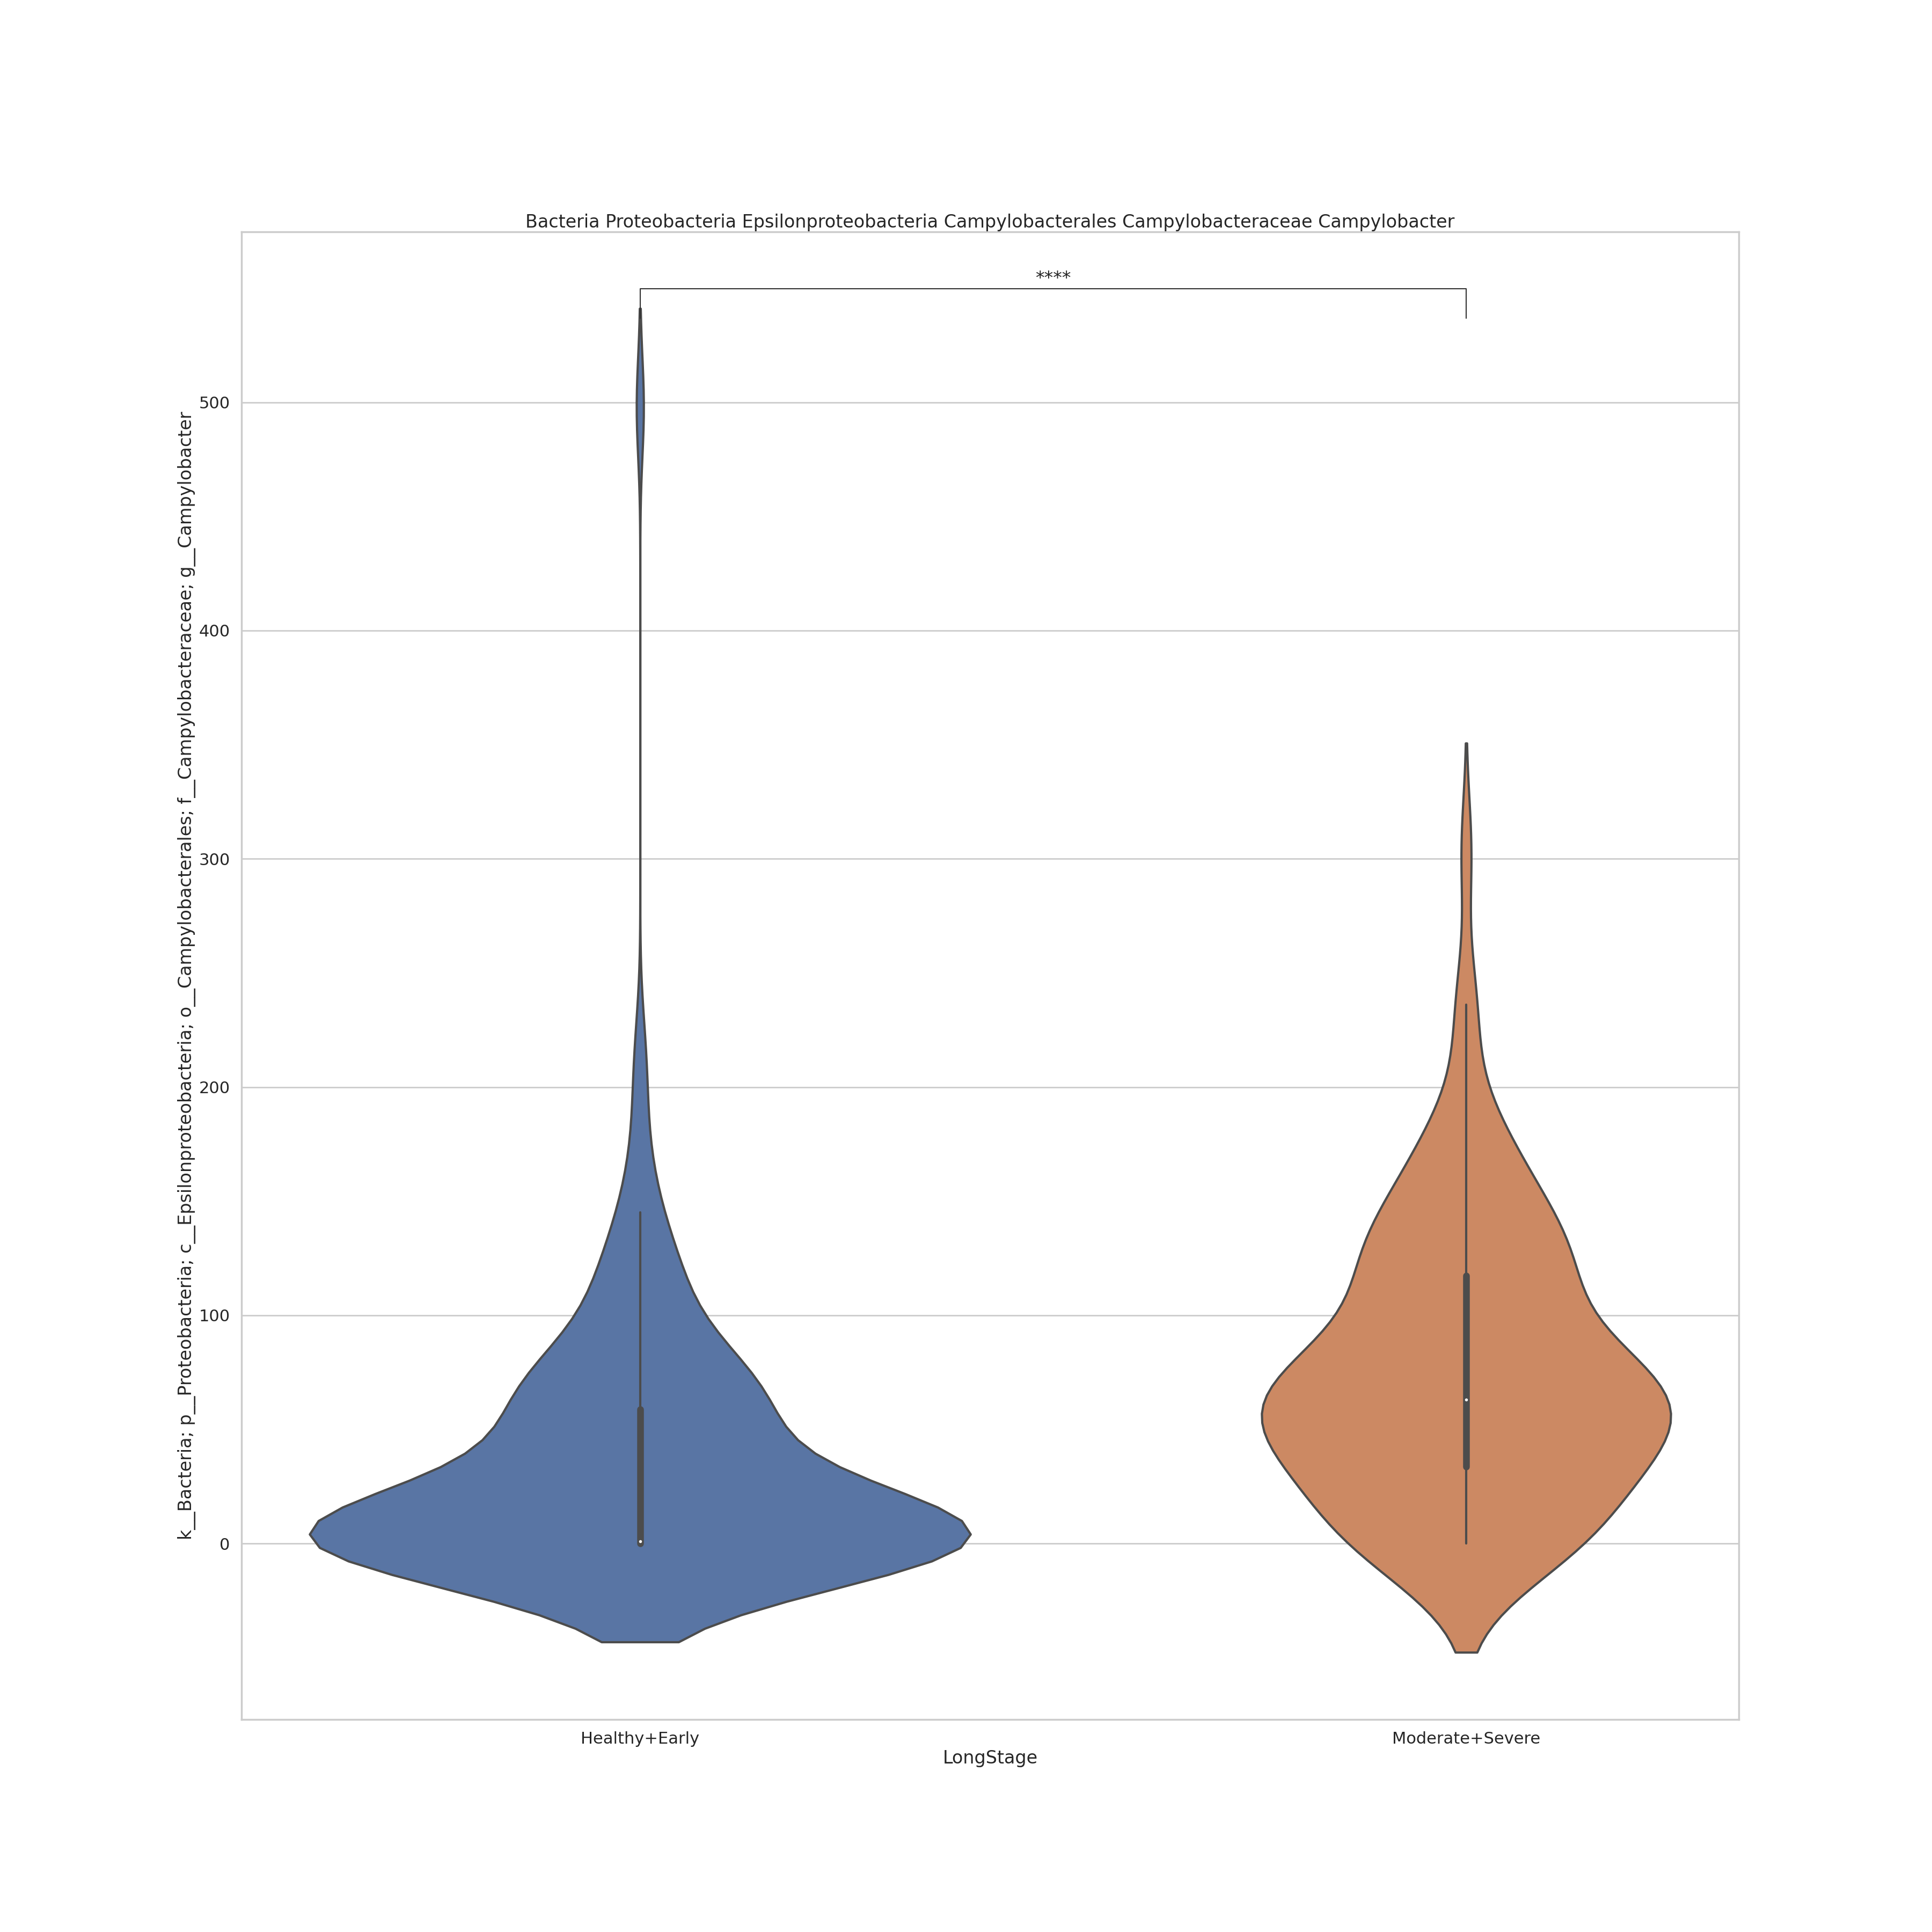 Bacteria Proteobacteria Epsilonproteobacteria Campylobacterales Campylobacteraceae Campylobacter
****
k__Bacteria; p__Proteobacteria; c__Epsilonproteobacteria; o__Campylobacterales; f__Campylobacteraceae; g__Campylobacter
500
400
300
200
100
0
Healthy+Early
Moderate+Severe
LongStage